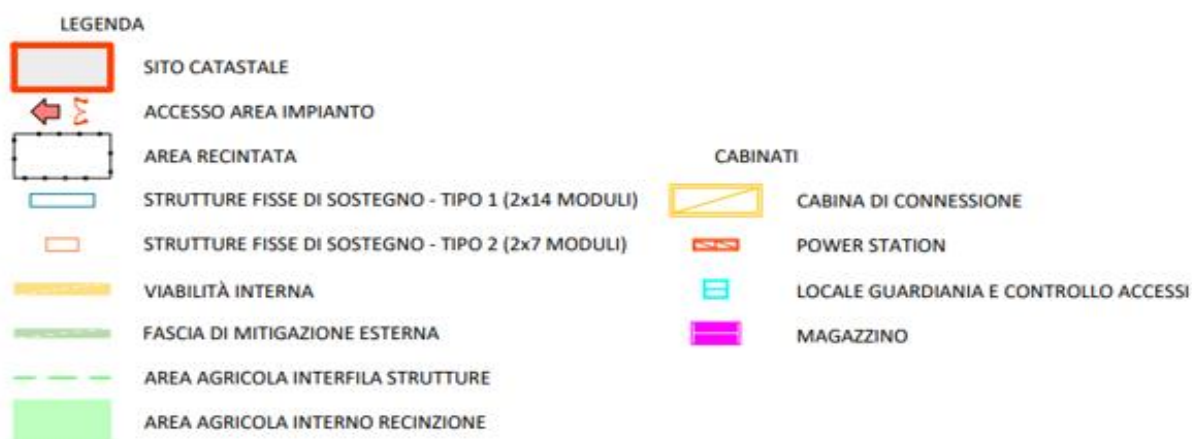 LEGENDA
SITO CATASTALE
ACCESSO AREA IMPIANTO
AREA RECINTATA
STRUTTURE FISSE DI SOSTEGNO - TIPO 1 (2x14 MODULI)
STRUTTURE FISSE DI SOSTEGNO - TIPO 2 (2x7 MODULI)
VIABILITÀ INTERNA
FASCIA DI MITIGAZIONE ESTERNA
AREA AGRICOLA INTERFILA STRUTTURE
AREA AGRICOLA INTERNO RECINZIONE
CABINATI
CABINA DI CONNESSIONE
POWER STATION
LOCALE GUARDIANIA E CONTROLLO ACCESSI
MAGAZZINO